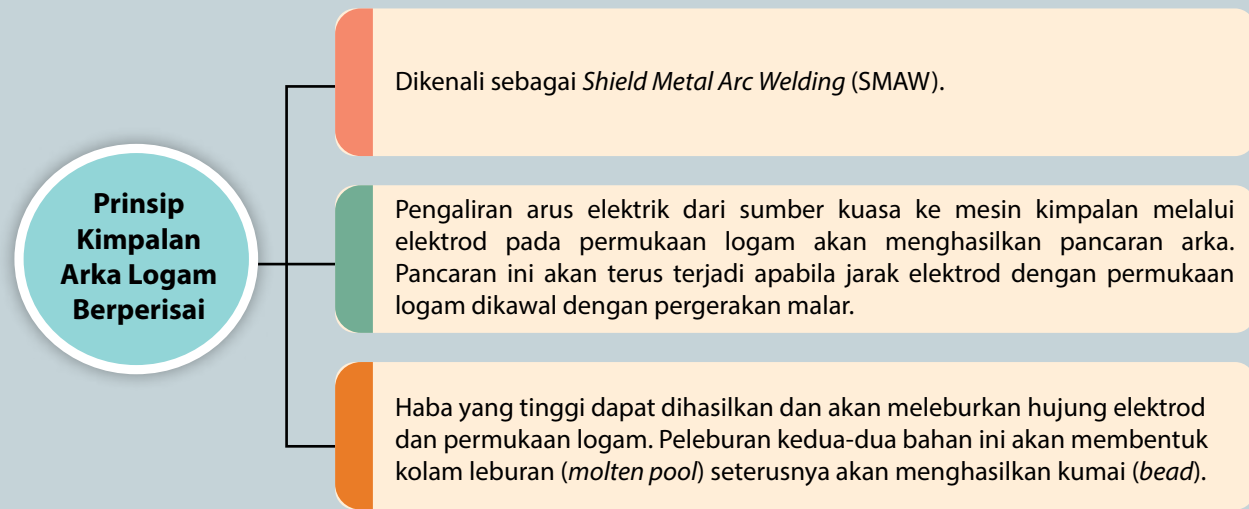 Prinsip
Kimpalan
Arka Logam
Berperisai
Dikenali sebagai Shield Metal Arc Welding (SMAW).
Pengaliran arus elektrik dari sumber kuasa ke mesin kimpalan melalui
elektrod pada permukaan logam akan menghasilkan pancaran arka.
Pancaran ini akan terus terjadi apabila jarak elektrod dengan permukaan
logam dikawal dengan pergerakan malar.
Haba yang tinggi dapat dihasilkan dan akan meleburkan hujung elektrod
dan permukaan logam. Peleburan kedua-dua bahan ini akan membentuk
kolam leburan (molten pool) seterusnya akan menghasilkan kumai (bead).